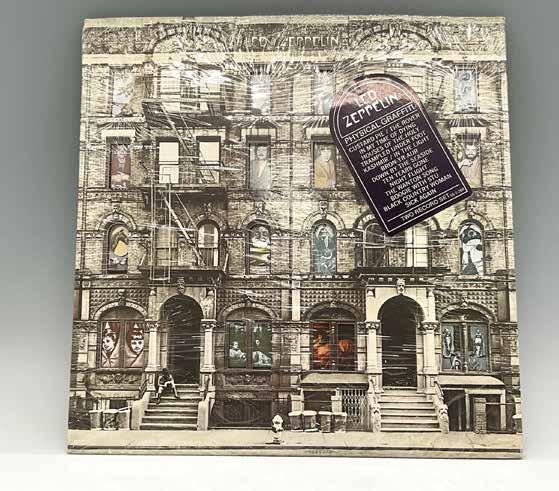 LED ZEPPELIN
LED
ZEPPELIN
PHYSICAL GRAFFITI
CUSTARD PIE / THE ROVER
IN MY TIME OF DYING
HOUSES OF THE HOLY
TRAMPLED UNDER FOOT
KASHMIR / IN THE LIGHT
BRON-YR-AUR
DOWN BY THE SEASIDE
TEN YEARS GONE
NIGHT FLIGHT
THE WANTON SONG
BOOGIE WITH STU
BLACK COUNTRY WOMAN
SICK AGAIN
TWO RECORD SET